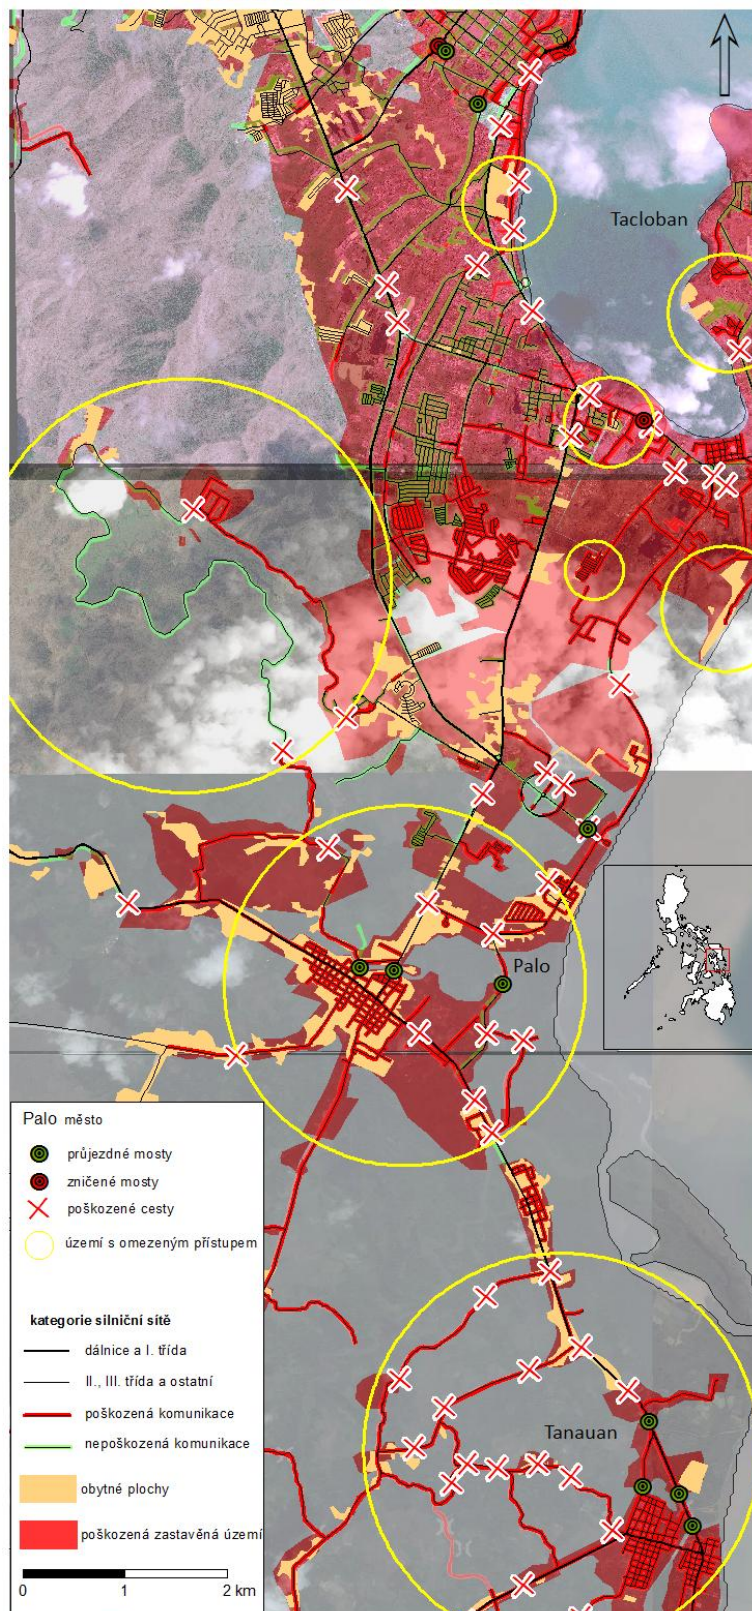 Tacloban
Palo
Palo město
průjezdné mosty
zničené mosty
poškozené cesty
území s omezeným přístupem
kategorie silniční sítě
dálnice a I. třída
II., III. třída a ostatní
poškozená komunikace
nepoškozená komunikace
Tanauan
obytné plochy
poškozená zastavěná území
0 1 2 km